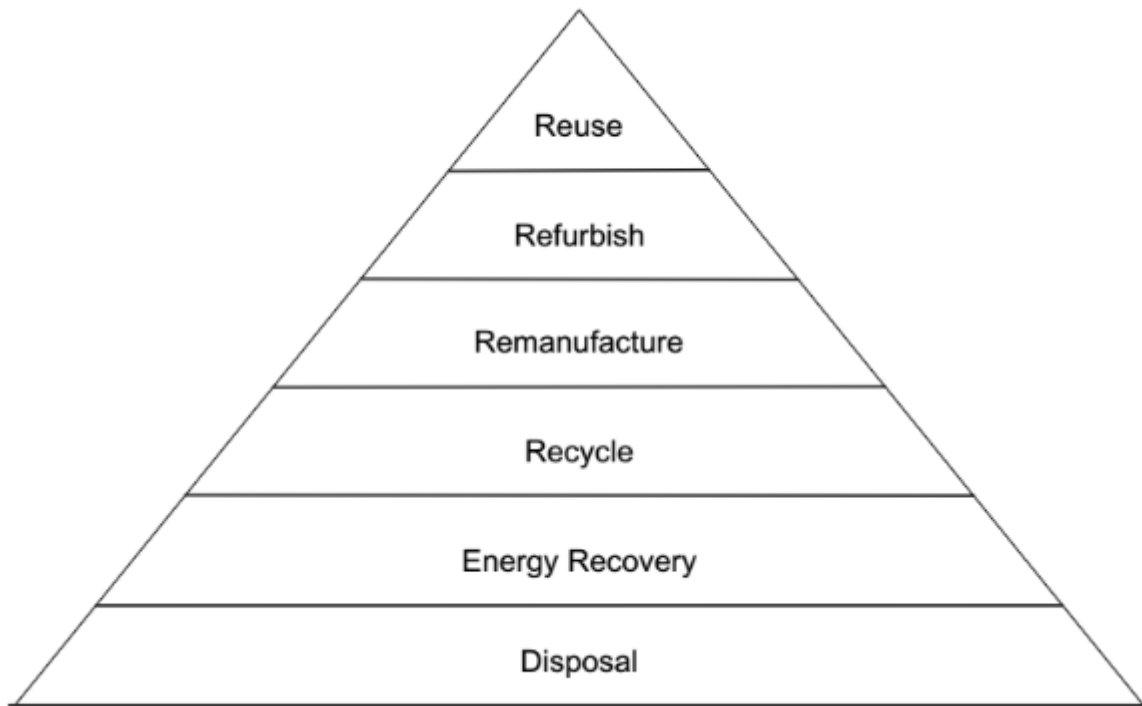 Reuse
Refurbish
Remanufacture
Recycle
Energy Recovery
Disposal